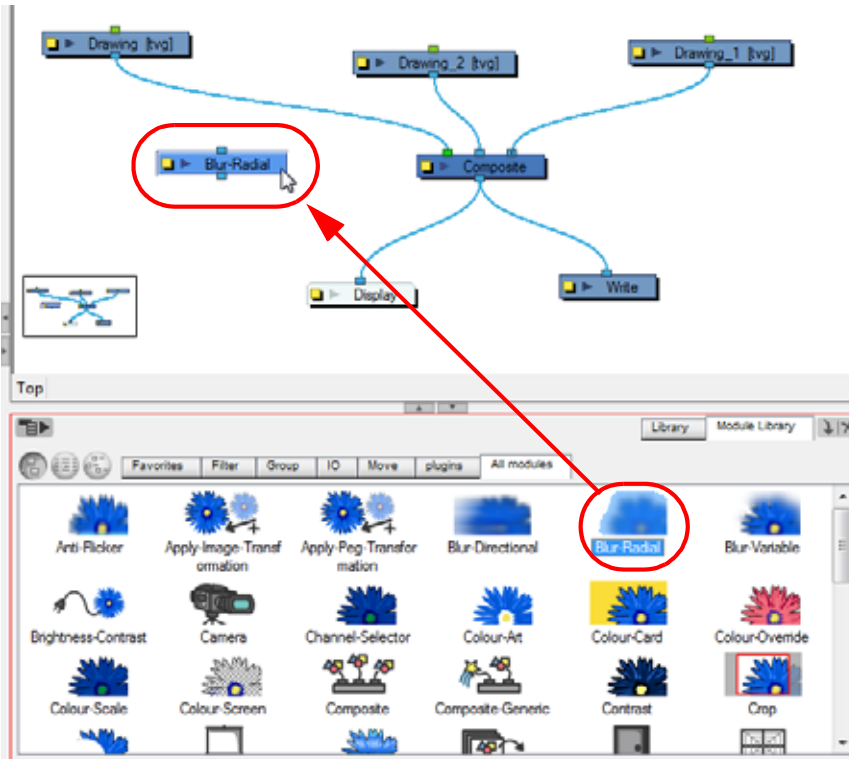 Drawing [tvg]
Drawing_2 [tvg]
Drawing_1 [tvg]
Blur-Radial
Composite
Display
Write
Top
Library
Module Library
Favorites
Filter
Group
IO
Move
plugins
All modules
Anti-Flicker
Apply-Image-Transf
ormation
Apply-Peg-Transfor
mation
Blur-Directional
Blur-Radial
Blur-Variable
Brightness-Contrast
Camera
Channel-Selector
Colour-Art
Colour-Card
Colour-Override
Colour-Scale
Colour-Screen
Composite
Composite-Generic
Contrast
Crop